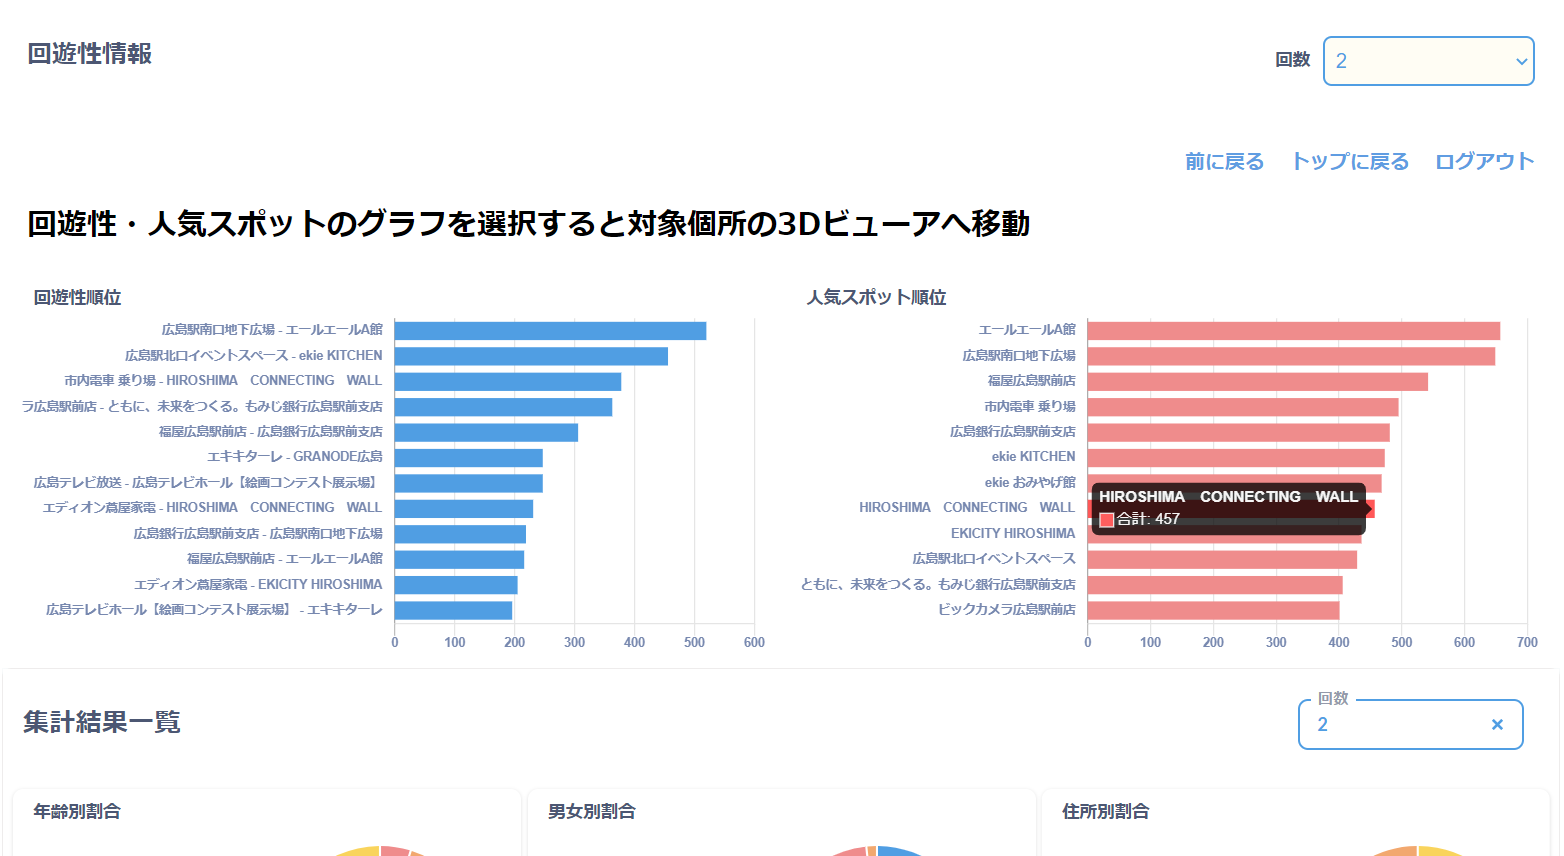 回遊性情報
回数
2
前に戻る トップに戻る ログアウト
回遊性・人気スポットのグラフを選択すると対象個所の3Dビューアへ移動
回遊性順位
広島駅南口地下広場 - エールエールA館
広島駅北口イベントスペース - ekie KITCHEN
市内電車 乗り場 - HIROSHIMA　CONNECTING　WALL
ラ広島駅前店 - ともに、未来をつくる。もみじ銀行広島駅前支店
福屋広島駅前店 - 広島銀行広島駅前支店
エキキターレ - GRANODE広島
広島テレビ放送 - 広島テレビホール【絵画コンテスト展示場】
エディオン蔦屋家電 - HIROSHIMA　CONNECTING　WALL
広島銀行広島駅前支店 - 広島駅南口地下広場
福屋広島駅前店 - エールエールA館
エディオン蔦屋家電 - EKICITY HIROSHIMA
広島テレビホール【絵画コンテスト展示場】 - エキキターレ
0 100 200 300 400 500 600
人気スポット順位
エールエールA館
広島駅南口地下広場
福屋広島駅前店
市内電車 乗り場
広島銀行広島駅前支店
ekie KITCHEN
ekie おみやげ館
HIROSHIMA　CONNECTING　WALL
EKICITY HIROSHIMA
広島駅北口イベントスペース
ともに、未来をつくる。もみじ銀行広島駅前支店
ビックカメラ広島駅前店
HIROSHIMA　CONNECTING　WALL
合計: 457
0 100 200 300 400 500 600 700
集計結果一覧
回数
2 ×
年齢別割合
男女別割合
住所別割合